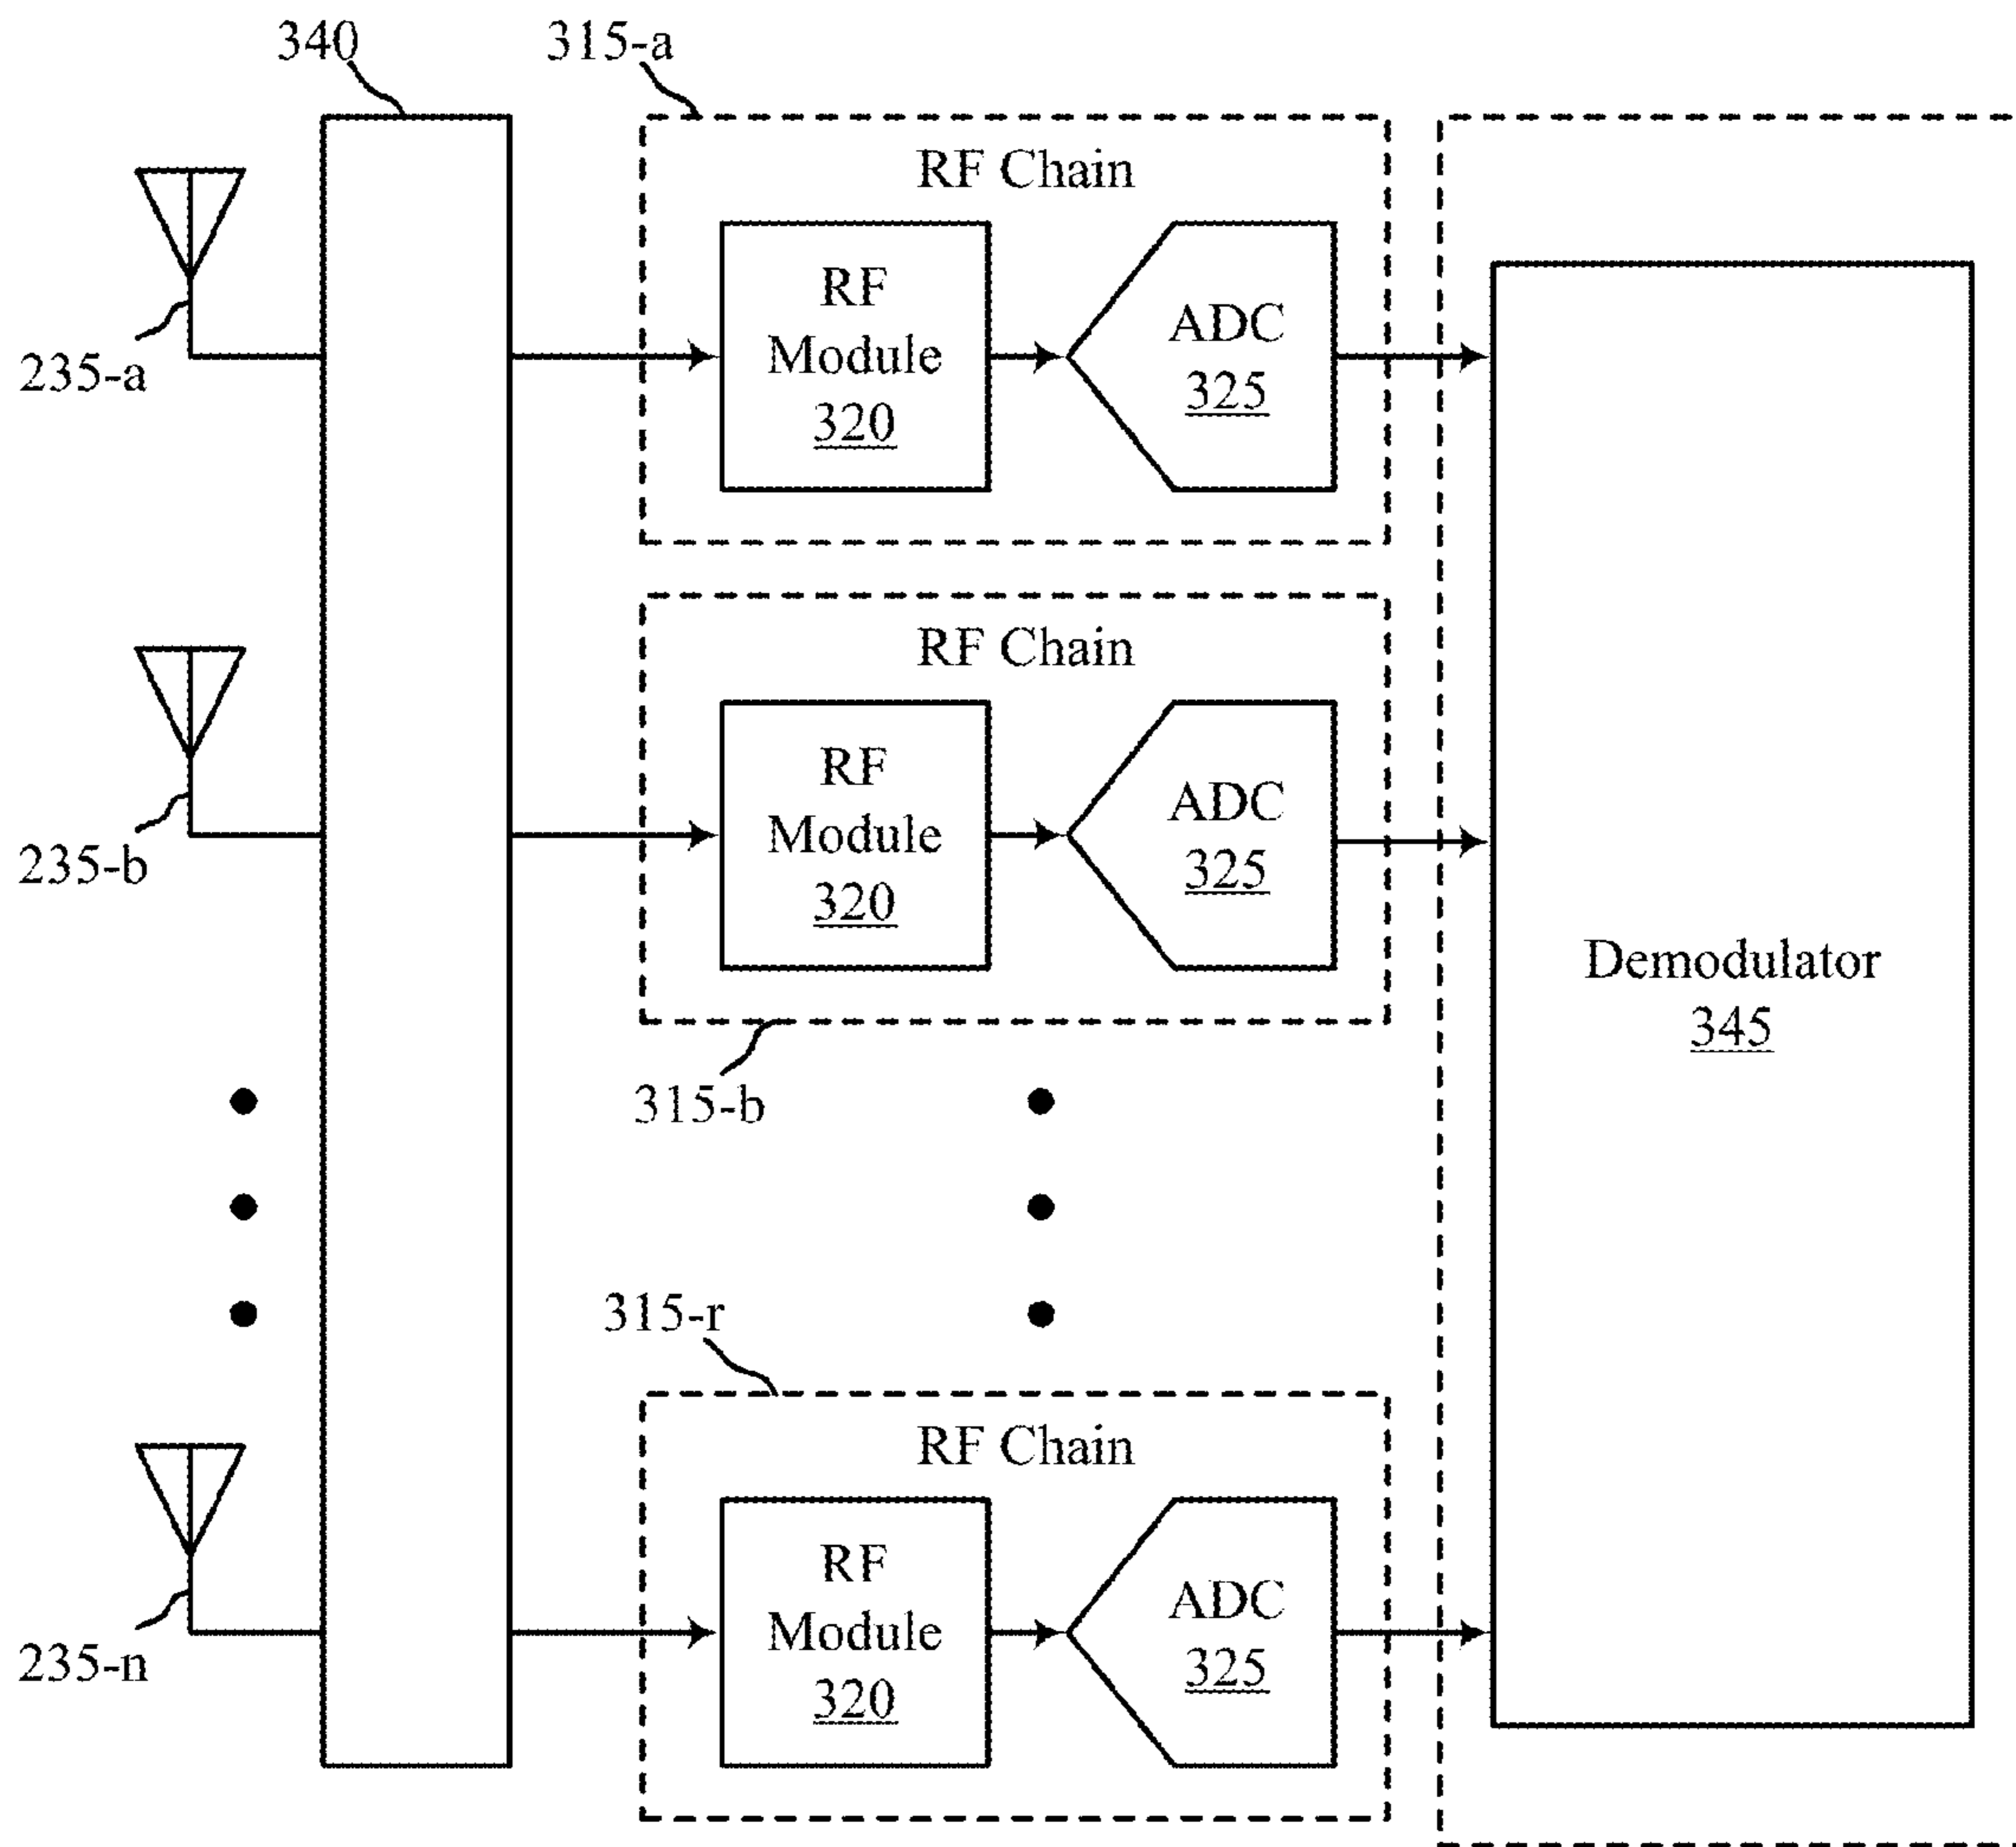 340
315-a
RF Chain
RF
Module
320
ADC
325
235-a
RF Chain
RF
Module
320
ADC
325
235-b
315-b
Demodulator
345
315-r
RF Chain
RF
Module
320
ADC
325
235-n